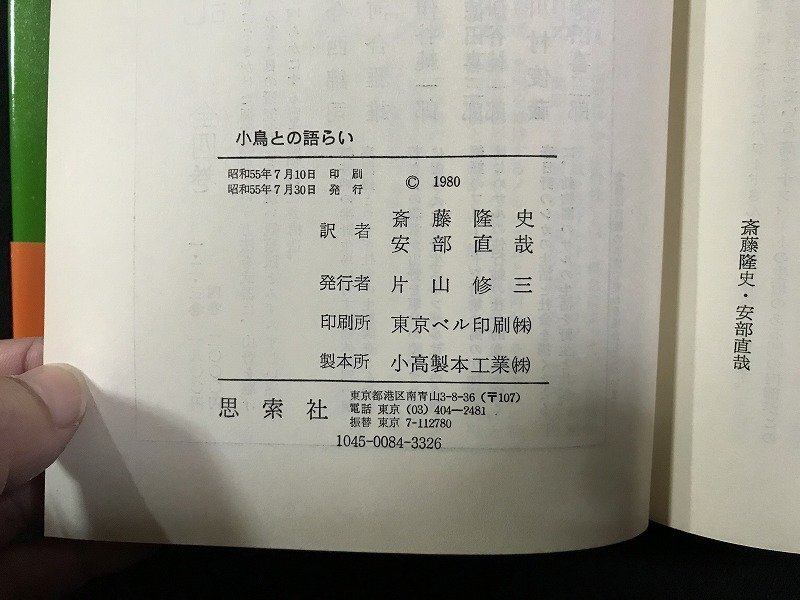 小鳥との語らい
昭和55年7月10日 印刷
昭和55年7月30日 発行
© 1980
訳者 斎藤隆史
安部直哉
発行者 片山修三
印刷所 東京ベル印刷㈱
製本所 小高製本工業㈱
思索社
東京都港区南青山3-8-36（〒107）
電話 東京（03）404―2481
振替 東京 7-112780
1045-0084-3326
斎藤隆史・安部直哉